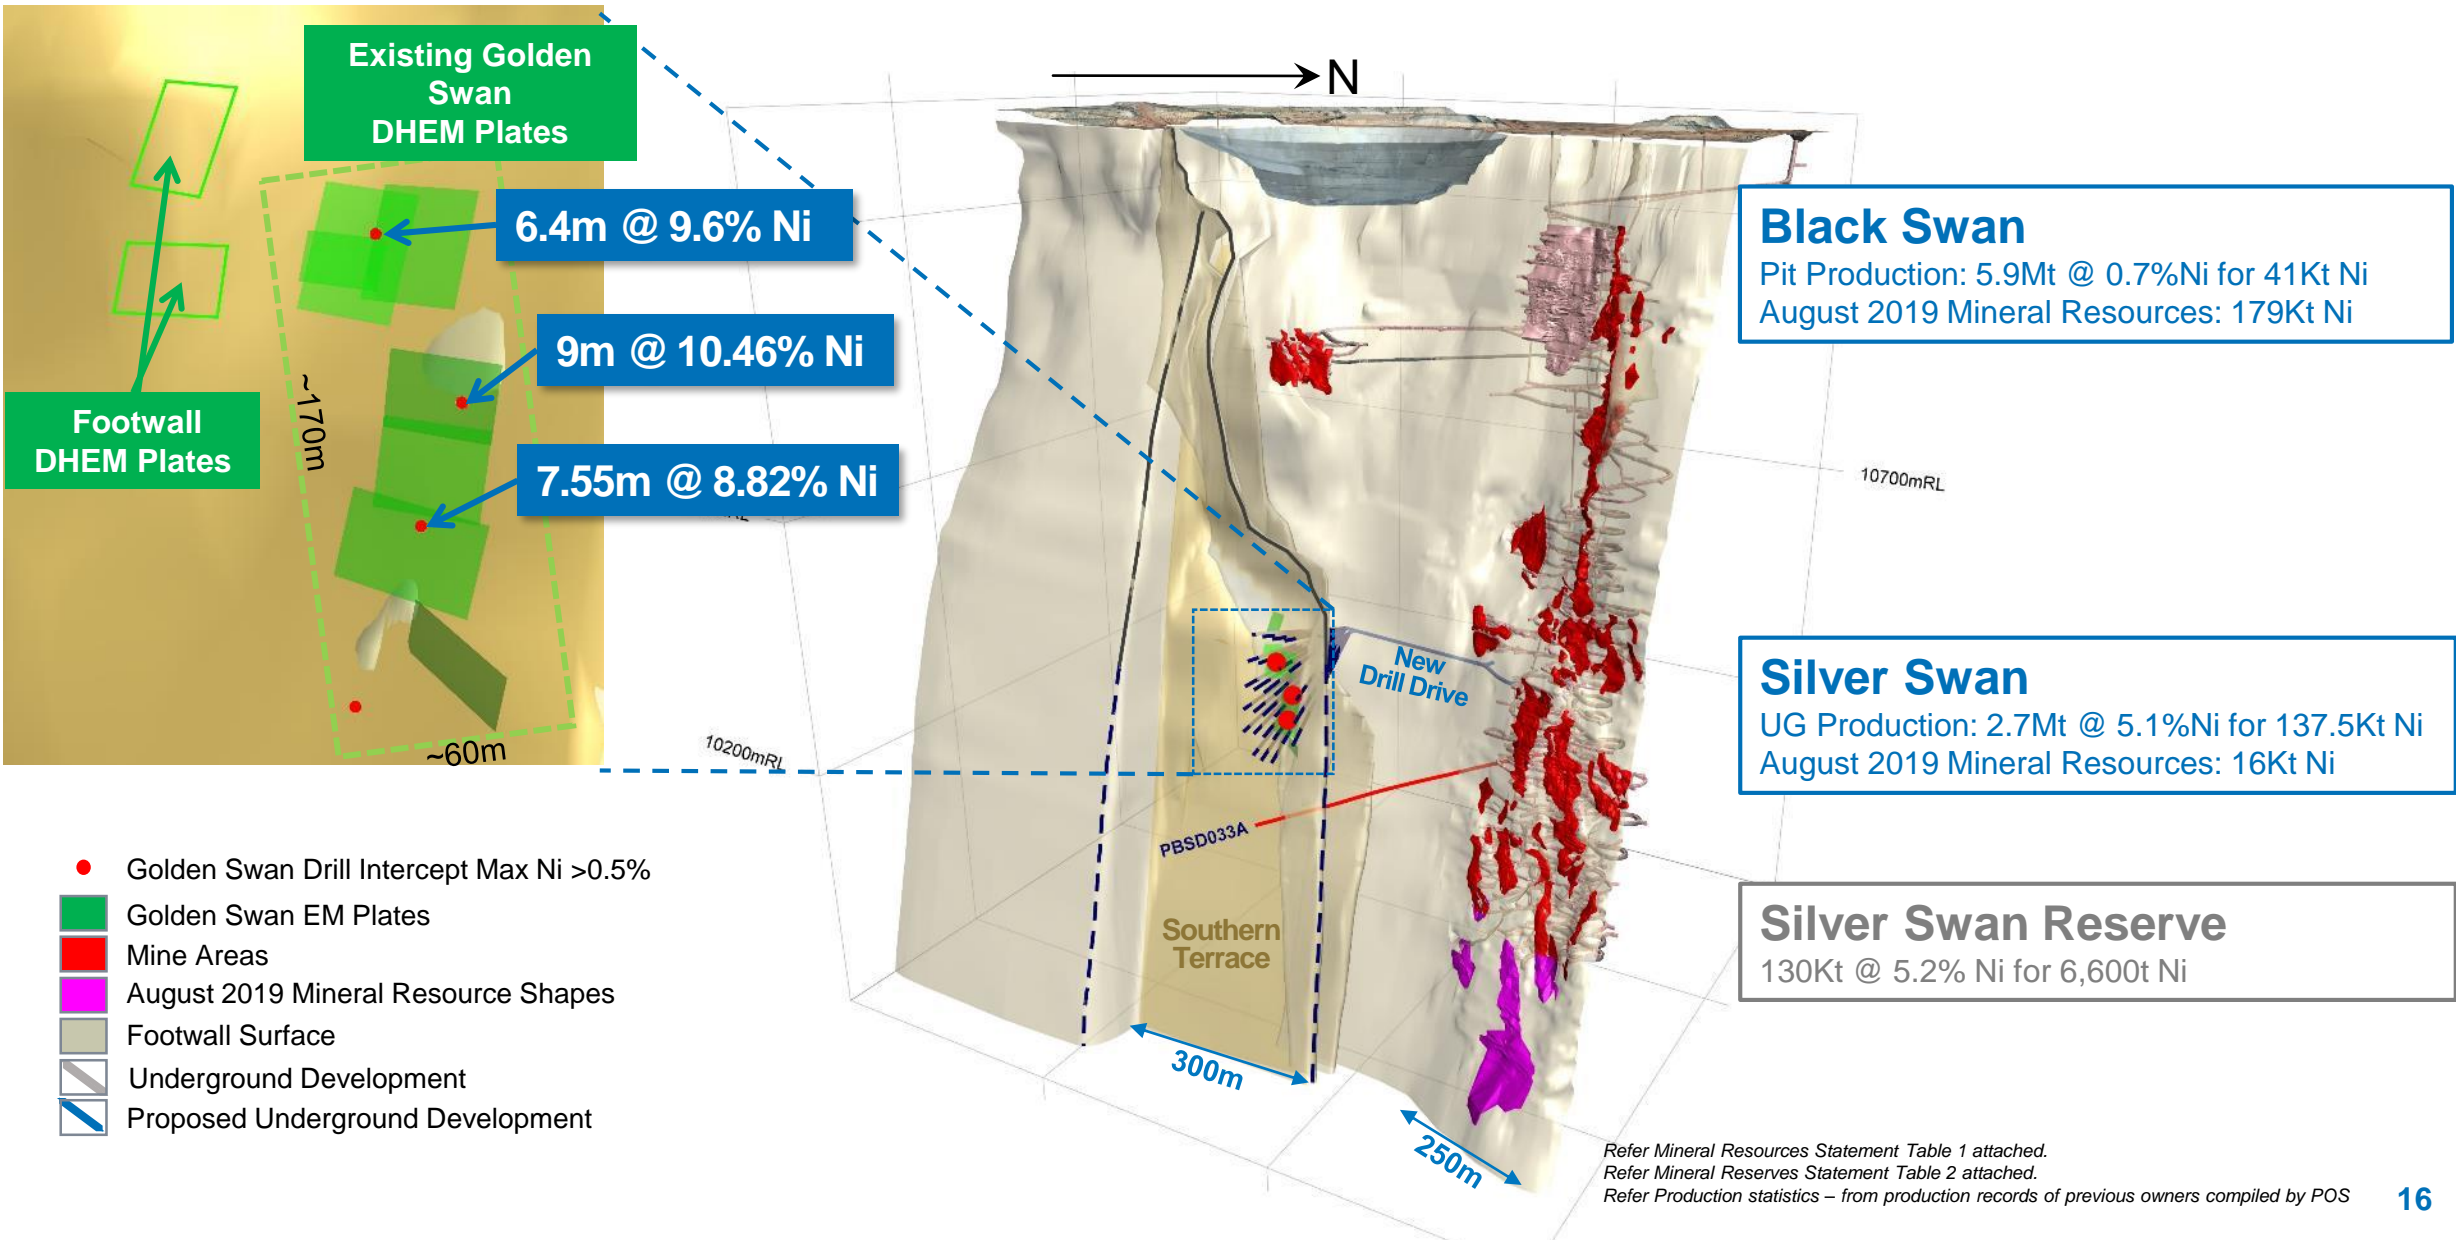 Existing Golden
Swan
DHEM Plates
6.4m @ 9.6% Ni
9m @ 10.46% Ni
7.55m @ 8.82% Ni
Footwall
DHEM Plates
~170m
~60m
N
Black Swan
Pit Production: 5.9Mt @ 0.7%Ni for 41Kt Ni
August 2019 Mineral Resources: 179Kt Ni
10700mRL
New
Drill Drive
Silver Swan
UG Production: 2.7Mt @ 5.1%Ni for 137.5Kt Ni
August 2019 Mineral Resources: 16Kt Ni
10200mRL
PBSD033A
Southern
Terrace
Silver Swan Reserve
130Kt @ 5.2% Ni for 6,600t Ni
300m
250m
Golden Swan Drill Intercept Max Ni >0.5%
Golden Swan EM Plates
Mine Areas
August 2019 Mineral Resource Shapes
Footwall Surface
Underground Development
Proposed Underground Development
Refer Mineral Resources Statement Table 1 attached.
Refer Mineral Reserves Statement Table 2 attached.
Refer Production statistics – from production records of previous owners compiled by POS
16